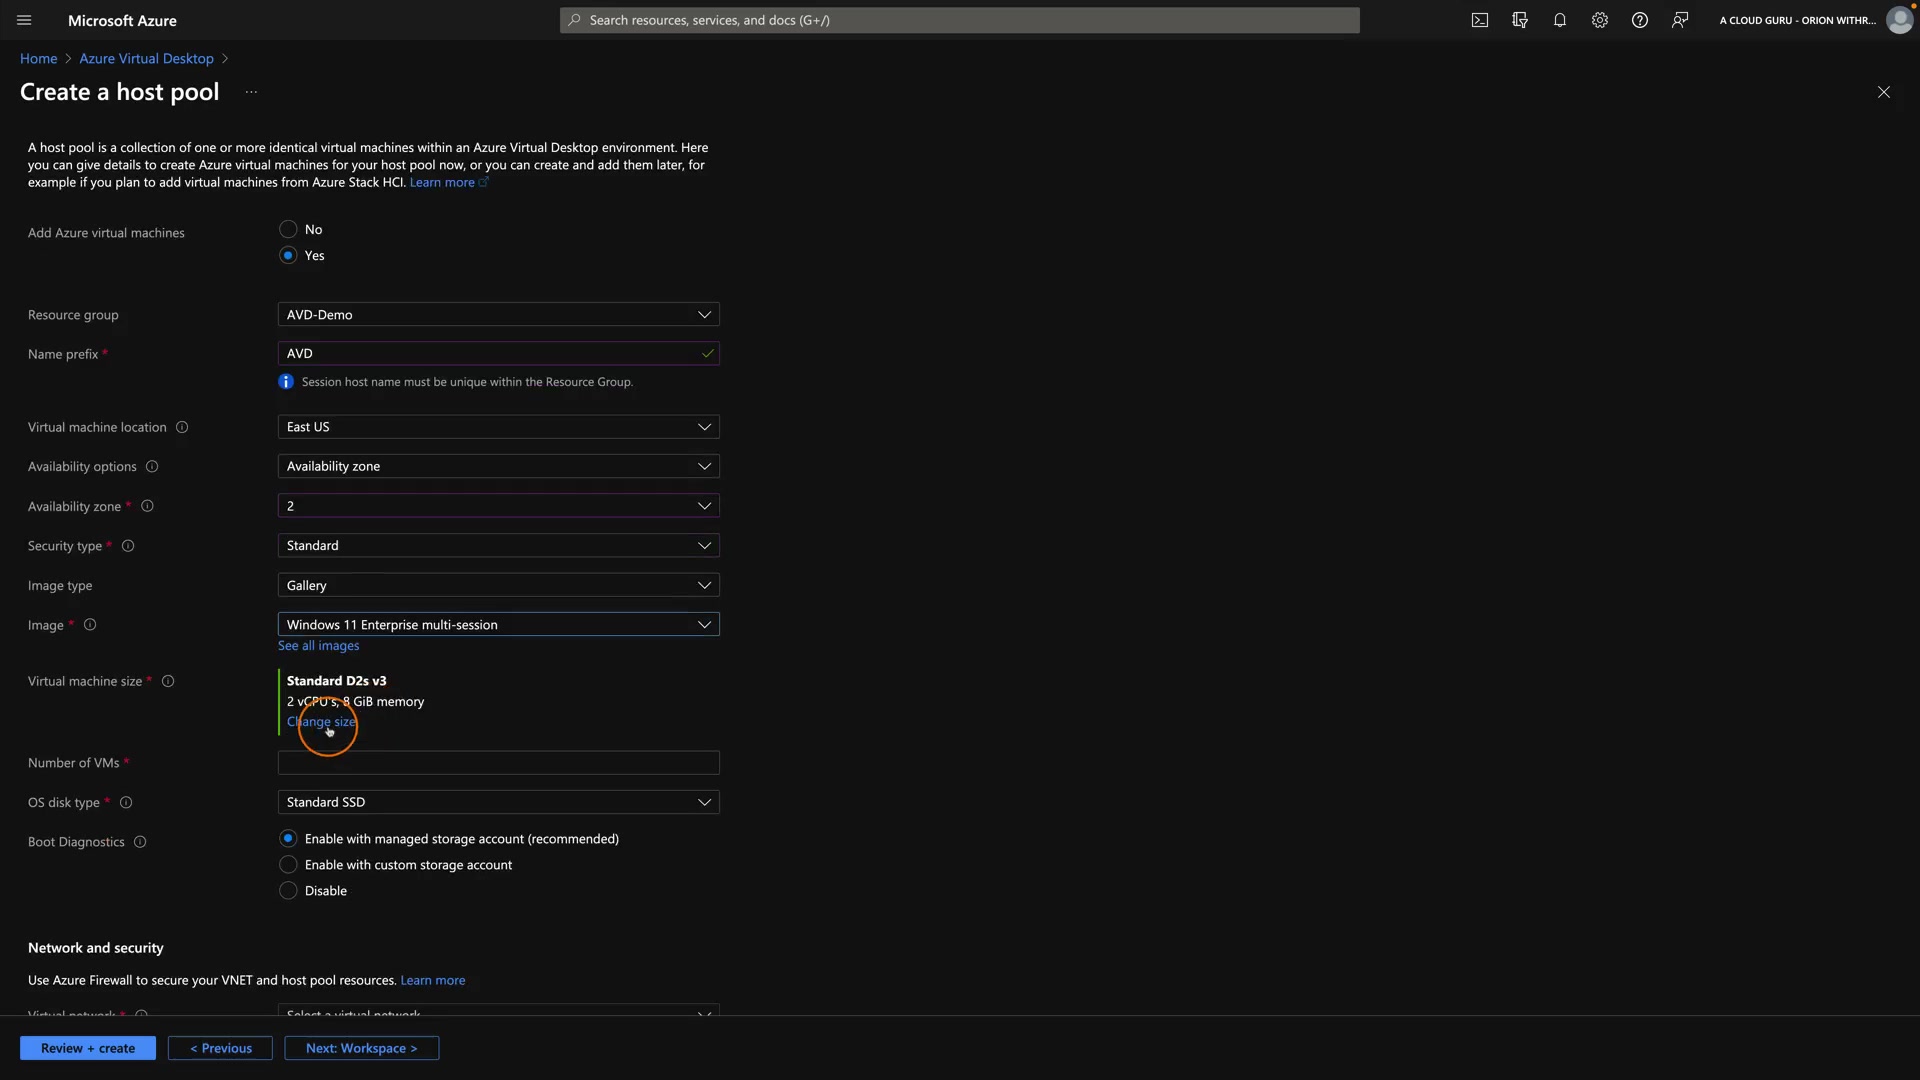 Microsoft Azure
Search resources, services, and docs (G+/)
A CLOUD GURU - ORION WITHR...
Home > Azure Virtual Desktop >
Create a host pool ...
A host pool is a collection of one or more identical virtual machines within an Azure Virtual Desktop environment. Here
you can give details to create Azure virtual machines for your host pool now, or you can create and add them later, for
example if you plan to add virtual machines from Azure Stack HCI. Learn more
Add Azure virtual machines
No
Yes
Resource group
AVD-Demo
Name prefix *
AVD
Session host name must be unique within the Resource Group.
Virtual machine location
East US
Availability options
Availability zone
Availability zone *
2
Security type *
Standard
Image type
Gallery
Image *
Windows 11 Enterprise multi-session
See all images
Virtual machine size *
Standard D2s v3
2 vCPU's, 8 GiB memory
Change size
Number of VMs *
OS disk type *
Standard SSD
Boot Diagnostics
Enable with managed storage account (recommended)
Enable with custom storage account
Disable
Network and security
Use Azure Firewall to secure your VNET and host pool resources. Learn more
Virtual network *
Select a virtual network
Review + create
< Previous
Next: Workspace >